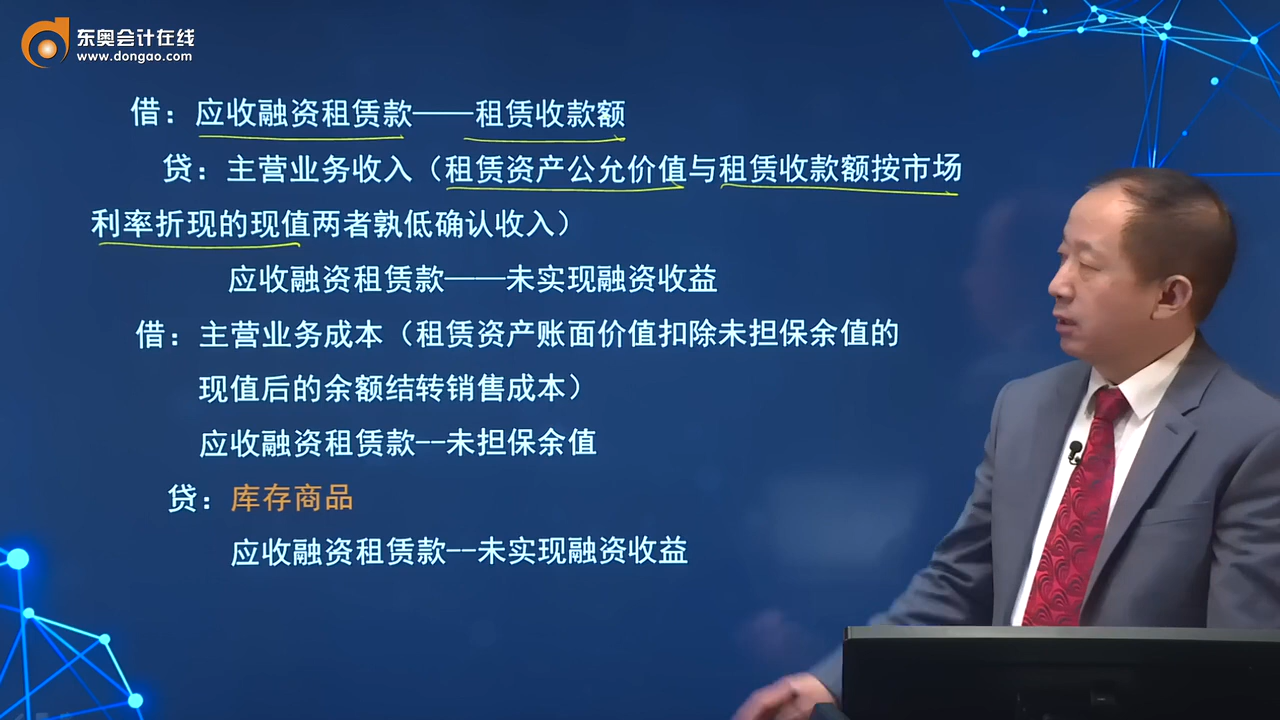 东奥会计在线
www.dongao.com
借：应收融资租赁款——租赁收款额
贷：主营业务收入（租赁资产公允价值与租赁收款额按市场
利率折现的现值两者孰低确认收入）
应收融资租赁款——未实现融资收益
借：主营业务成本（租赁资产账面价值扣除未担保余值的
现值后的余额结转销售成本）
应收融资租赁款--未担保余值
贷：库存商品
应收融资租赁款--未实现融资收益